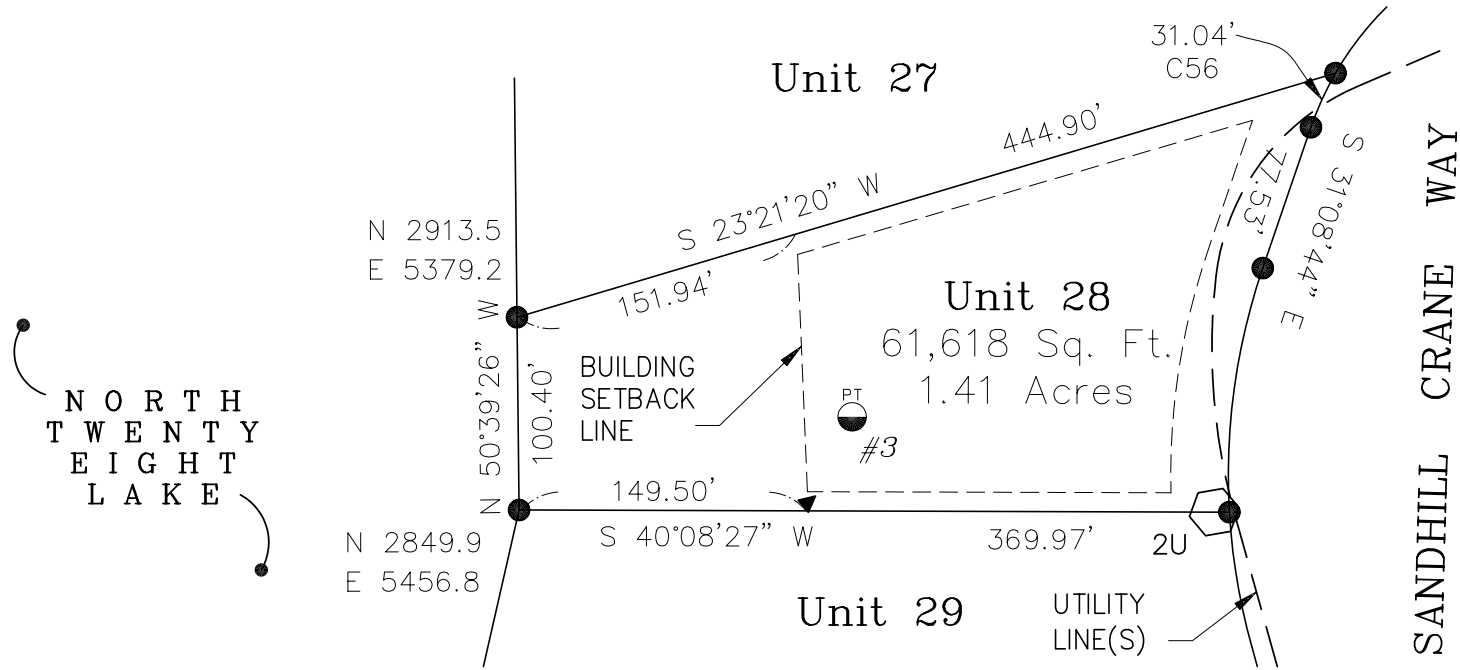 31.04'
C56
Unit 27
444.90'
S 23°21'20" W
N 2913.5
E 5379.2
151.94'
77.53'
S 31°08'44" E
SANDHILL CRANE WAY
Unit 28
61,618 Sq. Ft.
1.41 Acres
N 50°39'26" W
100.40'
BUILDING
SETBACK
LINE
PT
#3
NORTH
TWENTY
EIGHT
LAKE
149.50'
S 40°08'27" W
369.97'
2U
N 2849.9
E 5456.8
Unit 29
UTILITY
LINE(S)